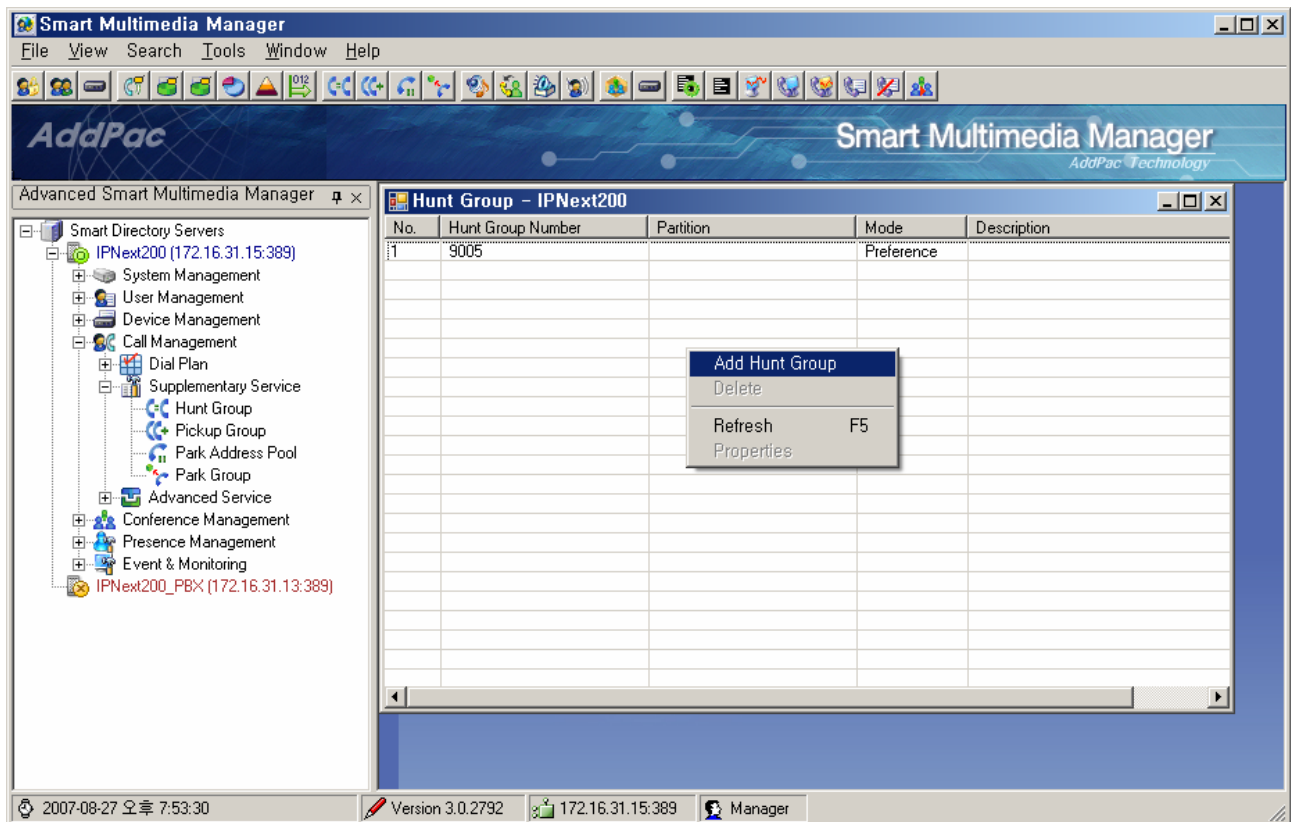 Smart Multimedia Manager
File View Search Tools Window Help
012
AddPac
Smart Multimedia Manager
AddPac Technology
Advanced Smart Multimedia Manager
Smart Directory Servers
IPNext200 (172.16.31.15:389)
System Management
User Management
Device Management
Call Management
Dial Plan
Supplementary Service
Hunt Group
Pickup Group
Park Address Pool
Park Group
Advanced Service
Conference Management
Presence Management
Event & Monitoring
IPNext200_PBX (172.16.31.13:389)
Hunt Group - IPNext200
No. Hunt Group Number Partition Mode Description
1 9005 Preference
Add Hunt Group
Delete
Refresh F5
Properties
2007-08-27 오후 7:53:30 Version 3.0.2792 172.16.31.15:389 Manager